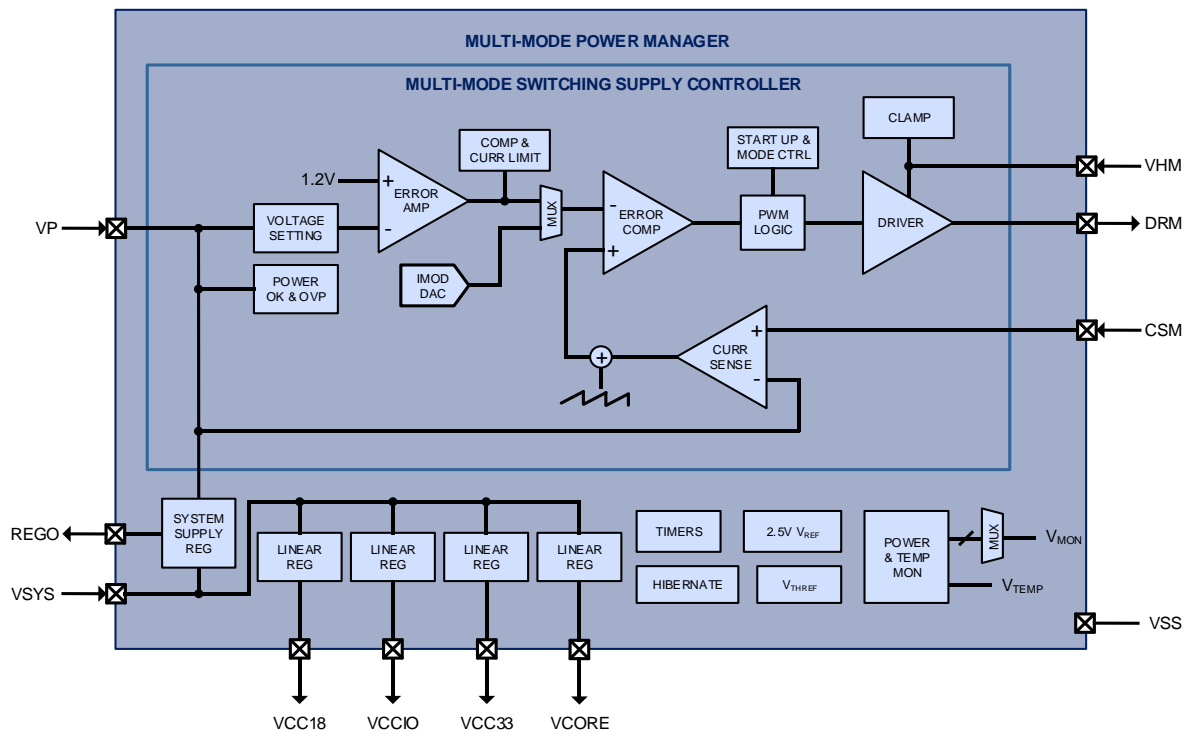 MULTI-MODE POWER MANAGER
MULTI-MODE SWITCHING SUPPLY CONTROLLER
CLAMP
COMP &
CURR LIMIT
START UP &
MODE CTRL
VHM
1.2V
+
ERROR
AMP
-
MUX
-
ERROR
COMP
+
PWM
LOGIC
DRIVER
DRM
VP
VOLTAGE
SETTING
POWER
OK & OVP
IMOD
DAC
CSM
+
CURR
SENSE
-
+
REGO
SYSTEM
SUPPLY
REG
VSYS
LINEAR
REG
LINEAR
REG
LINEAR
REG
LINEAR
REG
TIMERS
2.5V VREF
HIBERNATE
VTHREF
POWER
& TEMP
MON
MUX
VMON
VTEMP
VSS
VCC18
VCCIO
VCC33
VCORE